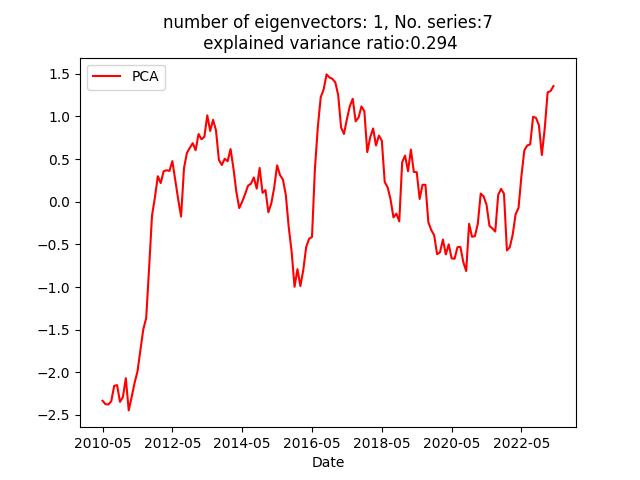 number of eigenvectors: 1, No. series:7
explained variance ratio:0.294
PCA
1.5
1.0
0.5
0.0
−0.5
−1.0
−1.5
−2.0
−2.5
2010-05 2012-05 2014-05 2016-05 2018-05 2020-05 2022-05
Date